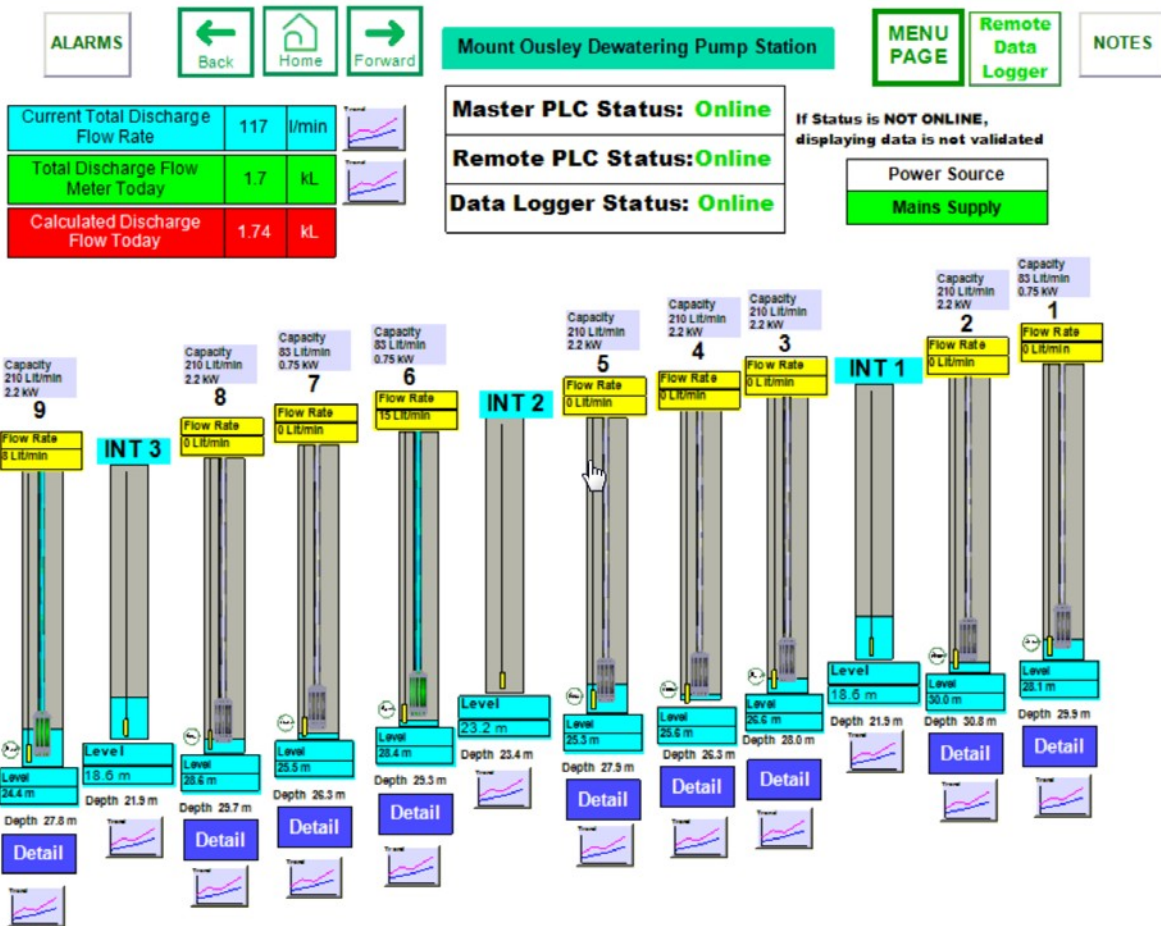 ALARMS
Back
Home
Forward
Mount Ousley Dewatering Pump Station
MENU
PAGE
Remote
Data
Logger
NOTES
Current Total Discharge
Flow Rate
117
l/min
Trend
Total Discharge Flow
Meter Today
1.7
kL
Trend
Calculated Discharge
Flow Today
1.74
kL
Master PLC Status: Online
Remote PLC Status: Online
Data Logger Status: Online
If Status is NOT ONLINE,
displaying data is not validated
Power Source
Mains Supply
Capacity
210 Lit/min
2.2 kW
9
Flow Rate
8 Lit/min
Level
24.4 m
Depth 27.8 m
Detail
Trend
INT 3
Level
18.6 m
Depth 21.9 m
Trend
Capacity
210 Lit/min
2.2 kW
8
Flow Rate
0 Lit/min
Level
28.6 m
Depth 29.7 m
Detail
Trend
Capacity
83 Lit/min
0.75 kW
7
Flow Rate
0 Lit/min
Level
25.5 m
Depth 26.3 m
Detail
Trend
Capacity
83 Lit/min
0.75 kW
6
Flow Rate
15 Lit/min
Level
28.4 m
Depth 29.3 m
Detail
Trend
INT 2
Level
23.2 m
Depth 23.4 m
Trend
Capacity
210 Lit/min
2.2 kW
5
Flow Rate
0 Lit/min
Level
25.3 m
Depth 27.9 m
Detail
Trend
Capacity
210 Lit/min
2.2 kW
4
Flow Rate
0 Lit/min
Level
25.6 m
Depth 26.3 m
Detail
Trend
Capacity
210 Lit/min
2.2 kW
3
Flow Rate
0 Lit/min
Level
26.6 m
Depth 28.0 m
Detail
Trend
INT 1
Level
18.6 m
Depth 21.9 m
Trend
Capacity
210 Lit/min
2.2 kW
2
Flow Rate
0 Lit/min
Level
30.0 m
Depth 30.8 m
Detail
Trend
Capacity
83 Lit/min
0.75 kW
1
Flow Rate
0 Lit/min
Level
28.1 m
Depth 29.9 m
Detail
Trend